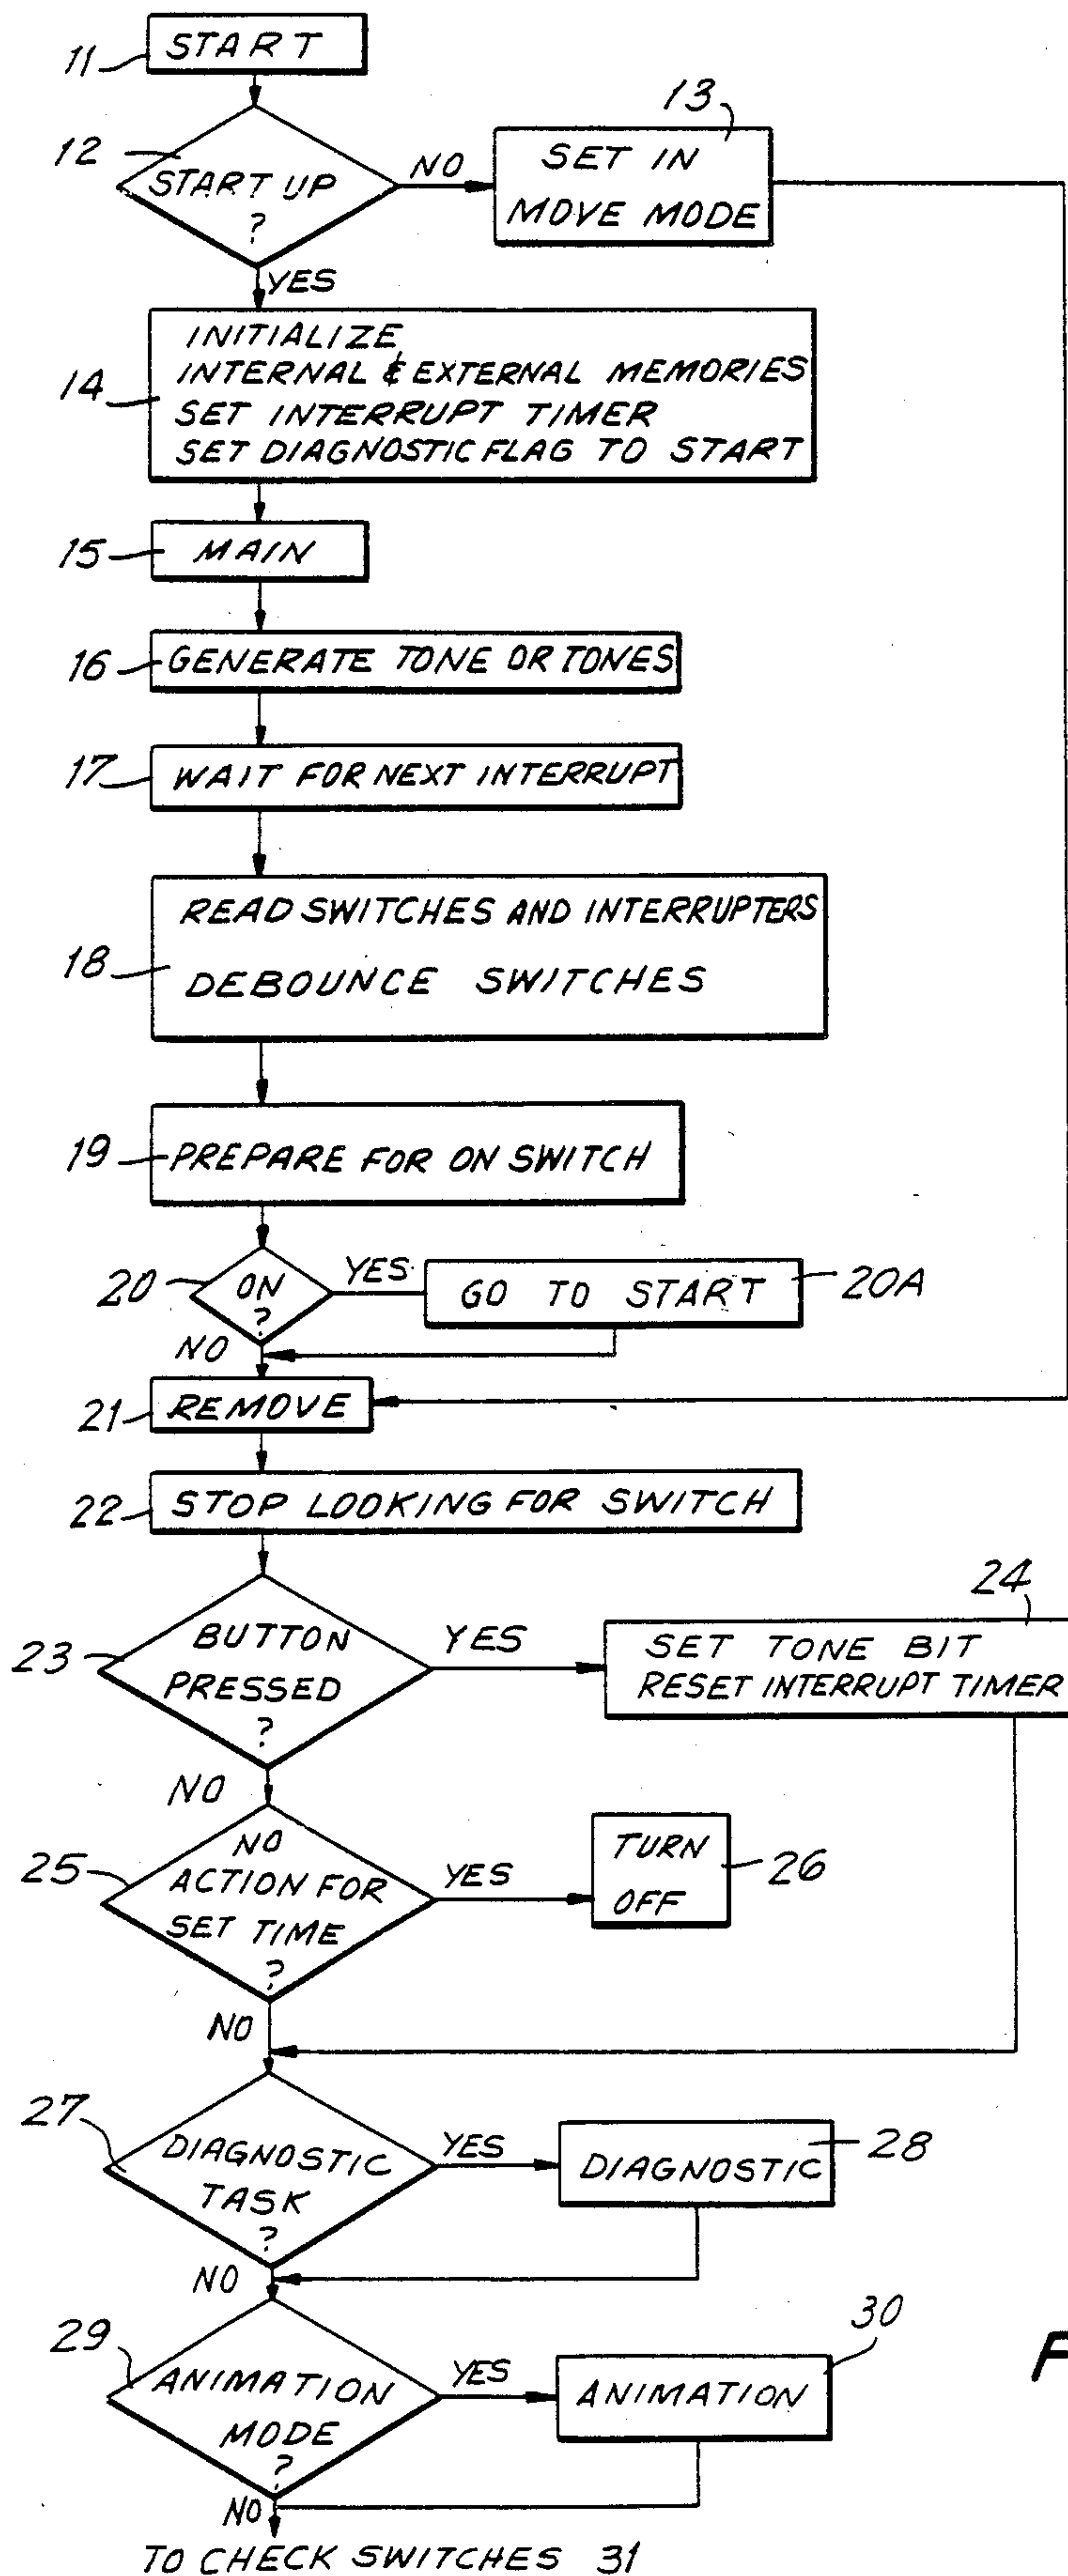 11
START
12
START UP
?
NO
13
SET IN
MOVE MODE
YES
14
INITIALIZE
INTERNAL & EXTERNAL MEMORIES
SET INTERRUPT TIMER
SET DIAGNOSTIC FLAG TO START
15
MAIN
16
GENERATE TONE OR TONES
17
WAIT FOR NEXT INTERRUPT
18
READ SWITCHES AND INTERRUPTERS
DEBOUNCE SWITCHES
19
PREPARE FOR ON SWITCH
20
ON
?
YES
GO TO START
20A
NO
21
REMOVE
22
STOP LOOKING FOR SWITCH
23
BUTTON
PRESSED
?
YES
24
SET TONE BIT
RESET INTERRUPT TIMER
NO
25
NO
ACTION FOR
SET TIME
?
YES
TURN
OFF
26
NO
27
DIAGNOSTIC
TASK
?
YES
DIAGNOSTIC
28
NO
29
ANIMATION
MODE
?
YES
ANIMATION
30
F
NO
TO CHECK SWITCHES 31